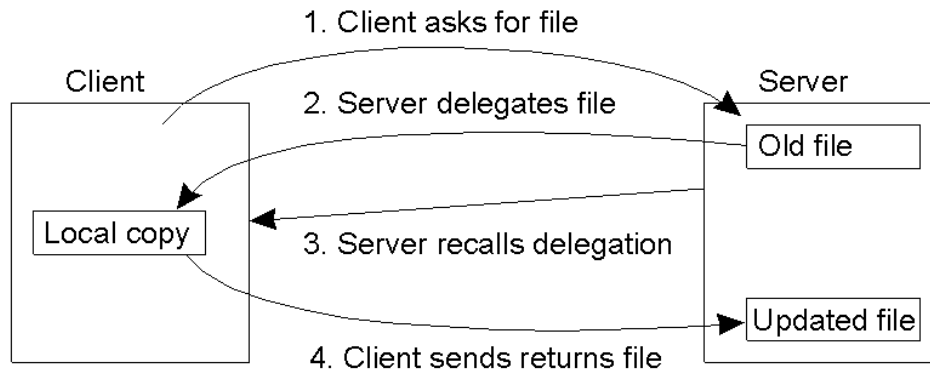 1. Client asks for file
Client
Server
2. Server delegates file
Old file
Local copy
3. Server recalls delegation
Updated file
4. Client sends returns file